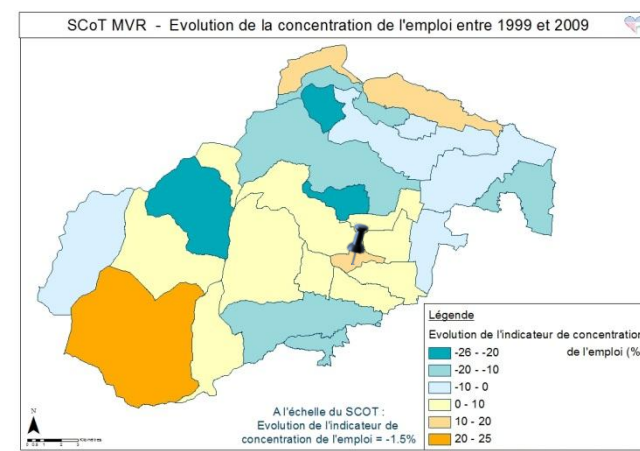 SCoT MVR - Evolution de la concentration de l'emploi entre 1999 et 2009
Légende
Evolution de l'indicateur de concentration
de l'emploi (%
-26 - -20
-20 - -10
-10 - 0
0 - 10
10 - 20
20 - 25
A l'échelle du SCOT :
Evolution de l'indicateur de
concentration de l'emploi = -1.5%
N